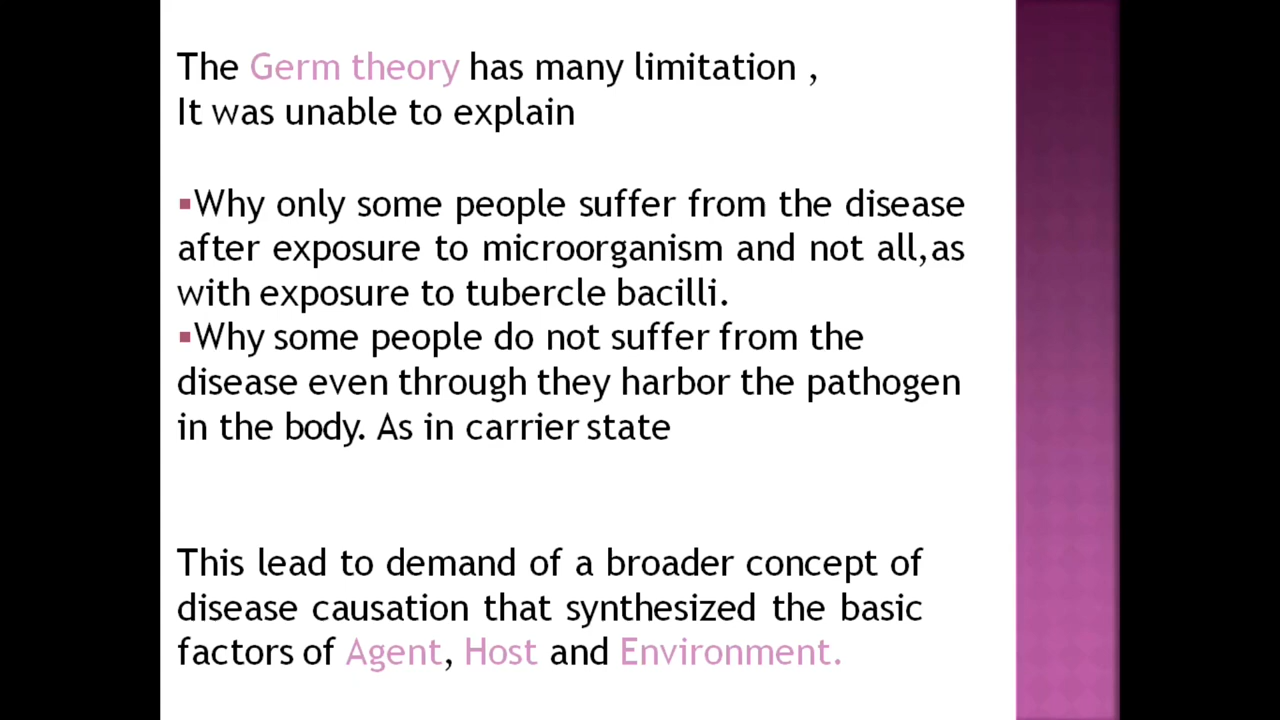 The Germ theory has many limitation ,
It was unable to explain
▪Why only some people suffer from the disease
after exposure to microorganism and not all,as
with exposure to tubercle bacilli.
▪Why some people do not suffer from the
disease even through they harbor the pathogen
in the body. As in carrier state
This lead to demand of a broader concept of
disease causation that synthesized the basic
factors of Agent, Host and Environment.